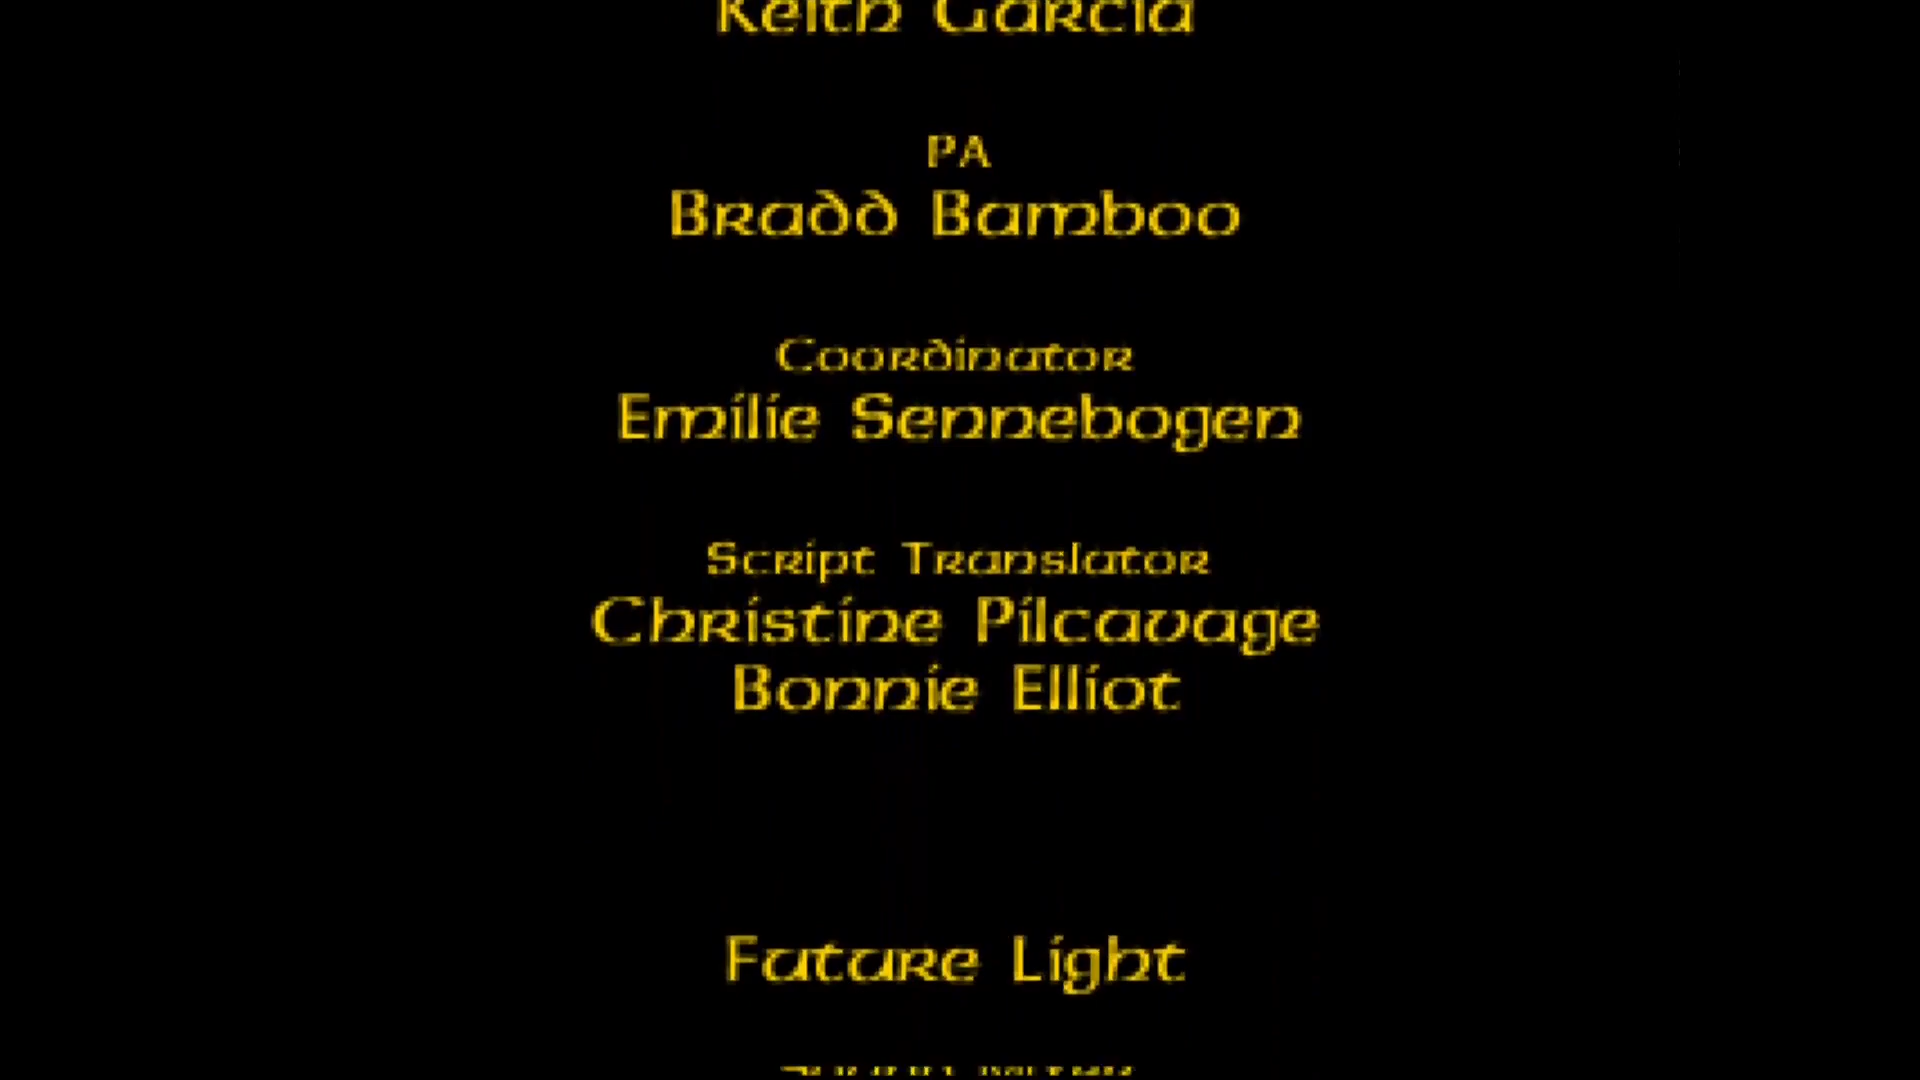 Keith Garcia
PA
Bradd Bamboo
Coordinator
Emilie Sennebogen
Script Translator
Christine Pilcavage
Bonnie Elliot
Future Light